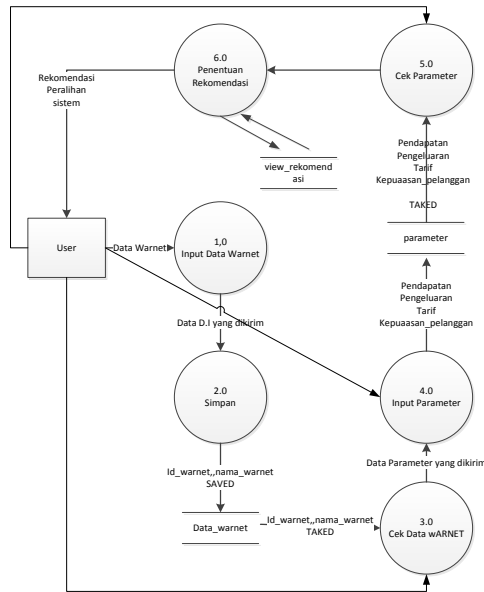 6.0
Penentuan
Rekomendasi
5.0
Cek Parameter
Rekomendasi
Peralihan
sistem
view_rekomend
asi
Pendapatan
Pengeluaran
Tarif
Kepuaasan_pelanggan
TAKED
parameter
User
Data Warnet
1,0
Input Data Warnet
Pendapatan
Pengeluaran
Tarif
Kepuaasan_pelanggan
Data D.I yang dikirim
2.0
Simpan
4.0
Input Parameter
Data Parameter yang dikirim
Id_warnet,,nama_warnet
SAVED
Data_warnet
Id_warnet,,nama_warnet
TAKED
3.0
Cek Data wARNET